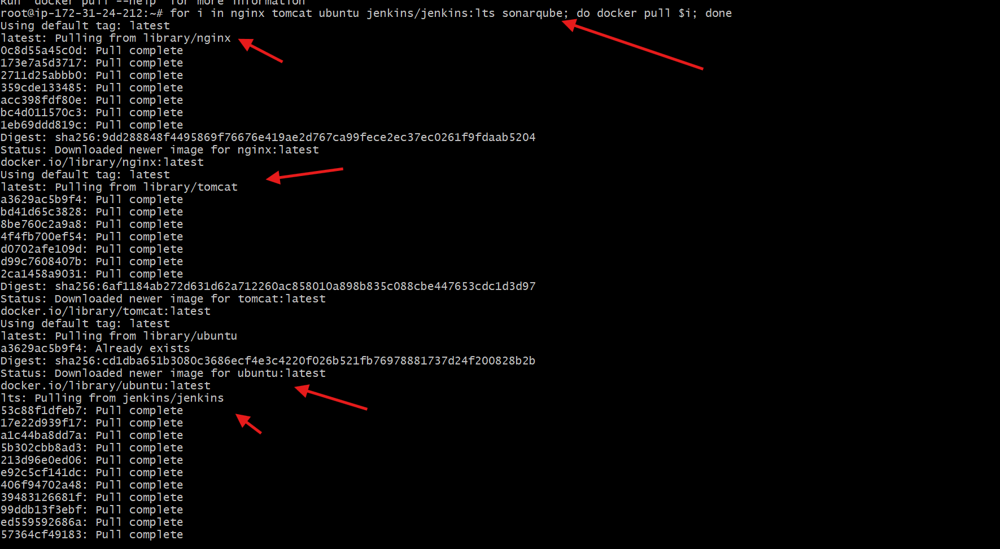 Run 'docker pull --help' for more information
root@ip-172-31-24-212:~# for i in nginx tomcat ubuntu jenkins/jenkins:lts sonarqube; do docker pull $i; done
Using default tag: latest
latest: Pulling from library/nginx
0c8d55a45c0d: Pull complete
173e7a5d3717: Pull complete
2711d25abbb0: Pull complete
359cde133485: Pull complete
acc398fdf80e: Pull complete
bc4d011570c3: Pull complete
1eb69ddd819c: Pull complete
Digest: sha256:9dd288848f4495869f76676e419ae2d767ca99fece2ec37ec0261f9fdaab5204
Status: Downloaded newer image for nginx:latest
docker.io/library/nginx:latest
Using default tag: latest
latest: Pulling from library/tomcat
a3629ac5b9f4: Pull complete
bd41d65c3828: Pull complete
8be760c2a9a8: Pull complete
4f4fb700ef54: Pull complete
d0702afe109d: Pull complete
d99c7608407b: Pull complete
2ca1458a9031: Pull complete
Digest: sha256:6af1184ab272d631d62a712260ac858010a898b835c088cbe447653cdc1d3d97
Status: Downloaded newer image for tomcat:latest
docker.io/library/tomcat:latest
Using default tag: latest
latest: Pulling from library/ubuntu
a3629ac5b9f4: Already exists
Digest: sha256:cd1dba651b3080c3686ecf4e3c4220f026b521fb76978881737d24f200828b2b
Status: Downloaded newer image for ubuntu:latest
docker.io/library/ubuntu:latest
lts: Pulling from jenkins/jenkins
53c88f1dfeb7: Pull complete
17e22d939f17: Pull complete
a1c44ba8dd7a: Pull complete
5b302cbb8ad3: Pull complete
213d96e0ed06: Pull complete
e92c5cf141dc: Pull complete
406f94702a48: Pull complete
39483126681f: Pull complete
99ddb13f3ebf: Pull complete
ed559592686a: Pull complete
57364cf49183: Pull complete